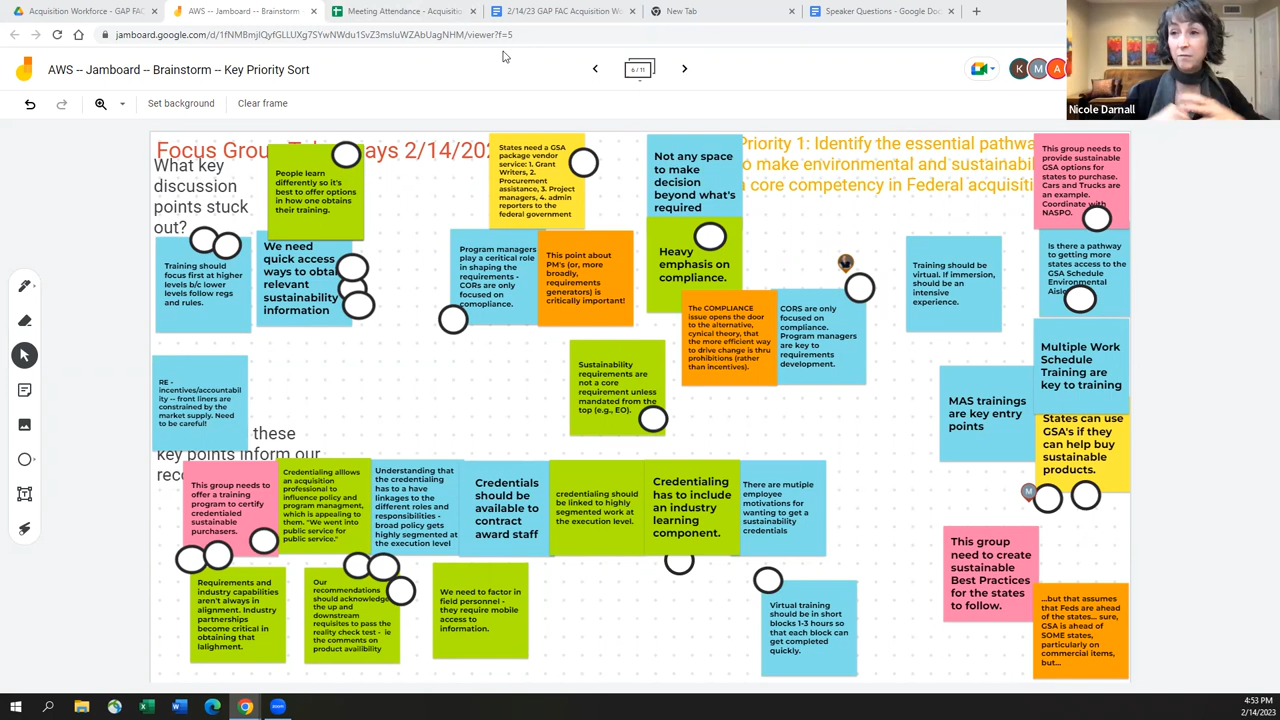 Acquisition Workforce - GAP FAC
AWS -- Jamboard -- Brainstorm
Meeting Attendance - Acquisitio
2/14/23 GAP FAC Acquisition Wo
New Tab
Speaker Questions - Google Doc
jamboard.google.com/d/1fNMBmjIQyfGLLUXg7SYwNWdu1SvZ3msluWZAbUagNHM/viewer?f=5
AWS -- Jamboard -- Brainstorm -- Key Priority Sort
6 / 11
K M A
Set background
Clear frame
Nicole Darnall
Focus Grou
ays 2/14/202
Priority 1: Identify the essential pathwa
o make environmental and sustainabil
core competency in Federal acquisiti
What key
discussion
points stuck
out?
People learn
differently so it's
best to offer options
in how one obtains
their training.
States need a GSA
package vendor
service: 1. Grant
Writers, 2.
Procurement
assistance, 3. Project
managers, 4. admin
reporters to the
federal government
Not any space
to make
decision
beyond what's
required
This group needs to
provide sustainable
GSA options for
states to purchase.
Cars and Trucks are
an example.
Coordinate with
NASPO.
Training should
focus first at higher
levels b/c lower
levels follow regs
and rules.
We need
quick access
ways to obtai
relevant
sustainability
information
Program managers
play a ceritical role in
shaping the
requirements -
CORs are only
focused on
comopliance.
This point about
PM's (or, more
broadly,
requirements
generators) is
critically important!
Heavy
emphasis on
compliance.
The COMPLIANCE
issue opens the door
to the alternative,
cynical theory, that
the more efficient way
to drive change is thru
prohibitions (rather
than incentives).
CORS are only
focused on
compliance.
Program managers
are key to
requirements
development.
Training should be
virtual. If immersion,
should be an
intensive
experience.
Is there a pathway
to getting more
states access to the
GSA Schedule
Environmental
Aisle
Multiple Work
Schedule
Training are
key to training
Sustainability
requirements are
not a core
requirement unless
mandated from the
top (e.g., EO).
RE -
incentives/accountabil
ity -- front liners are
constrained by the
market supply. Need
to be careful!
MAS trainings
are key entry
points
States can use
GSA's if they
can help buy
sustainable
products.
M
these
key points inform our
rec
This group needs to
offer a training
program to certify
credentialed
sustainable
purchasers.
Credentialing alllows
an acquisition
professional to
influence policy and
program managment,
which is appealing to
them. "We went into
public service for
public service."
Understanding that
the credentialing
has to a have
linkages to the
different roles and
responsibilities -
broad policy gets
highly segmented at
the execution level
Credentials
should be
available to
contract
award staff
credentialing should
be linked to highly
segmented work at
the execution level.
Credentialing
has to include
an industry
learning
component.
There are mutiple
employee
motivations for
wanting to get a
sustainability
credentials
This group
need to create
sustainable
Best Practices
for the states
to follow.
Requirements and
industry capabilities
aren't always in
alignment. Industry
partnerships
become critical in
obtaining that
lalighment.
Our
recommendations
should acknowledge
the up and
downstream
requisites to pass the
reality check test - ie
the comments on
product availibility
We need to factor in
field personnel -
they require mobile
access to
information.
Virtual training
should be in short
blocks 1-3 hours so
that each block can
get completed
quickly.
...but that assumes
that Feds are ahead
of the states... sure,
GSA is ahead of
SOME states,
particularly on
commercial items,
but...
zoom
4:53 PM
2/14/2023